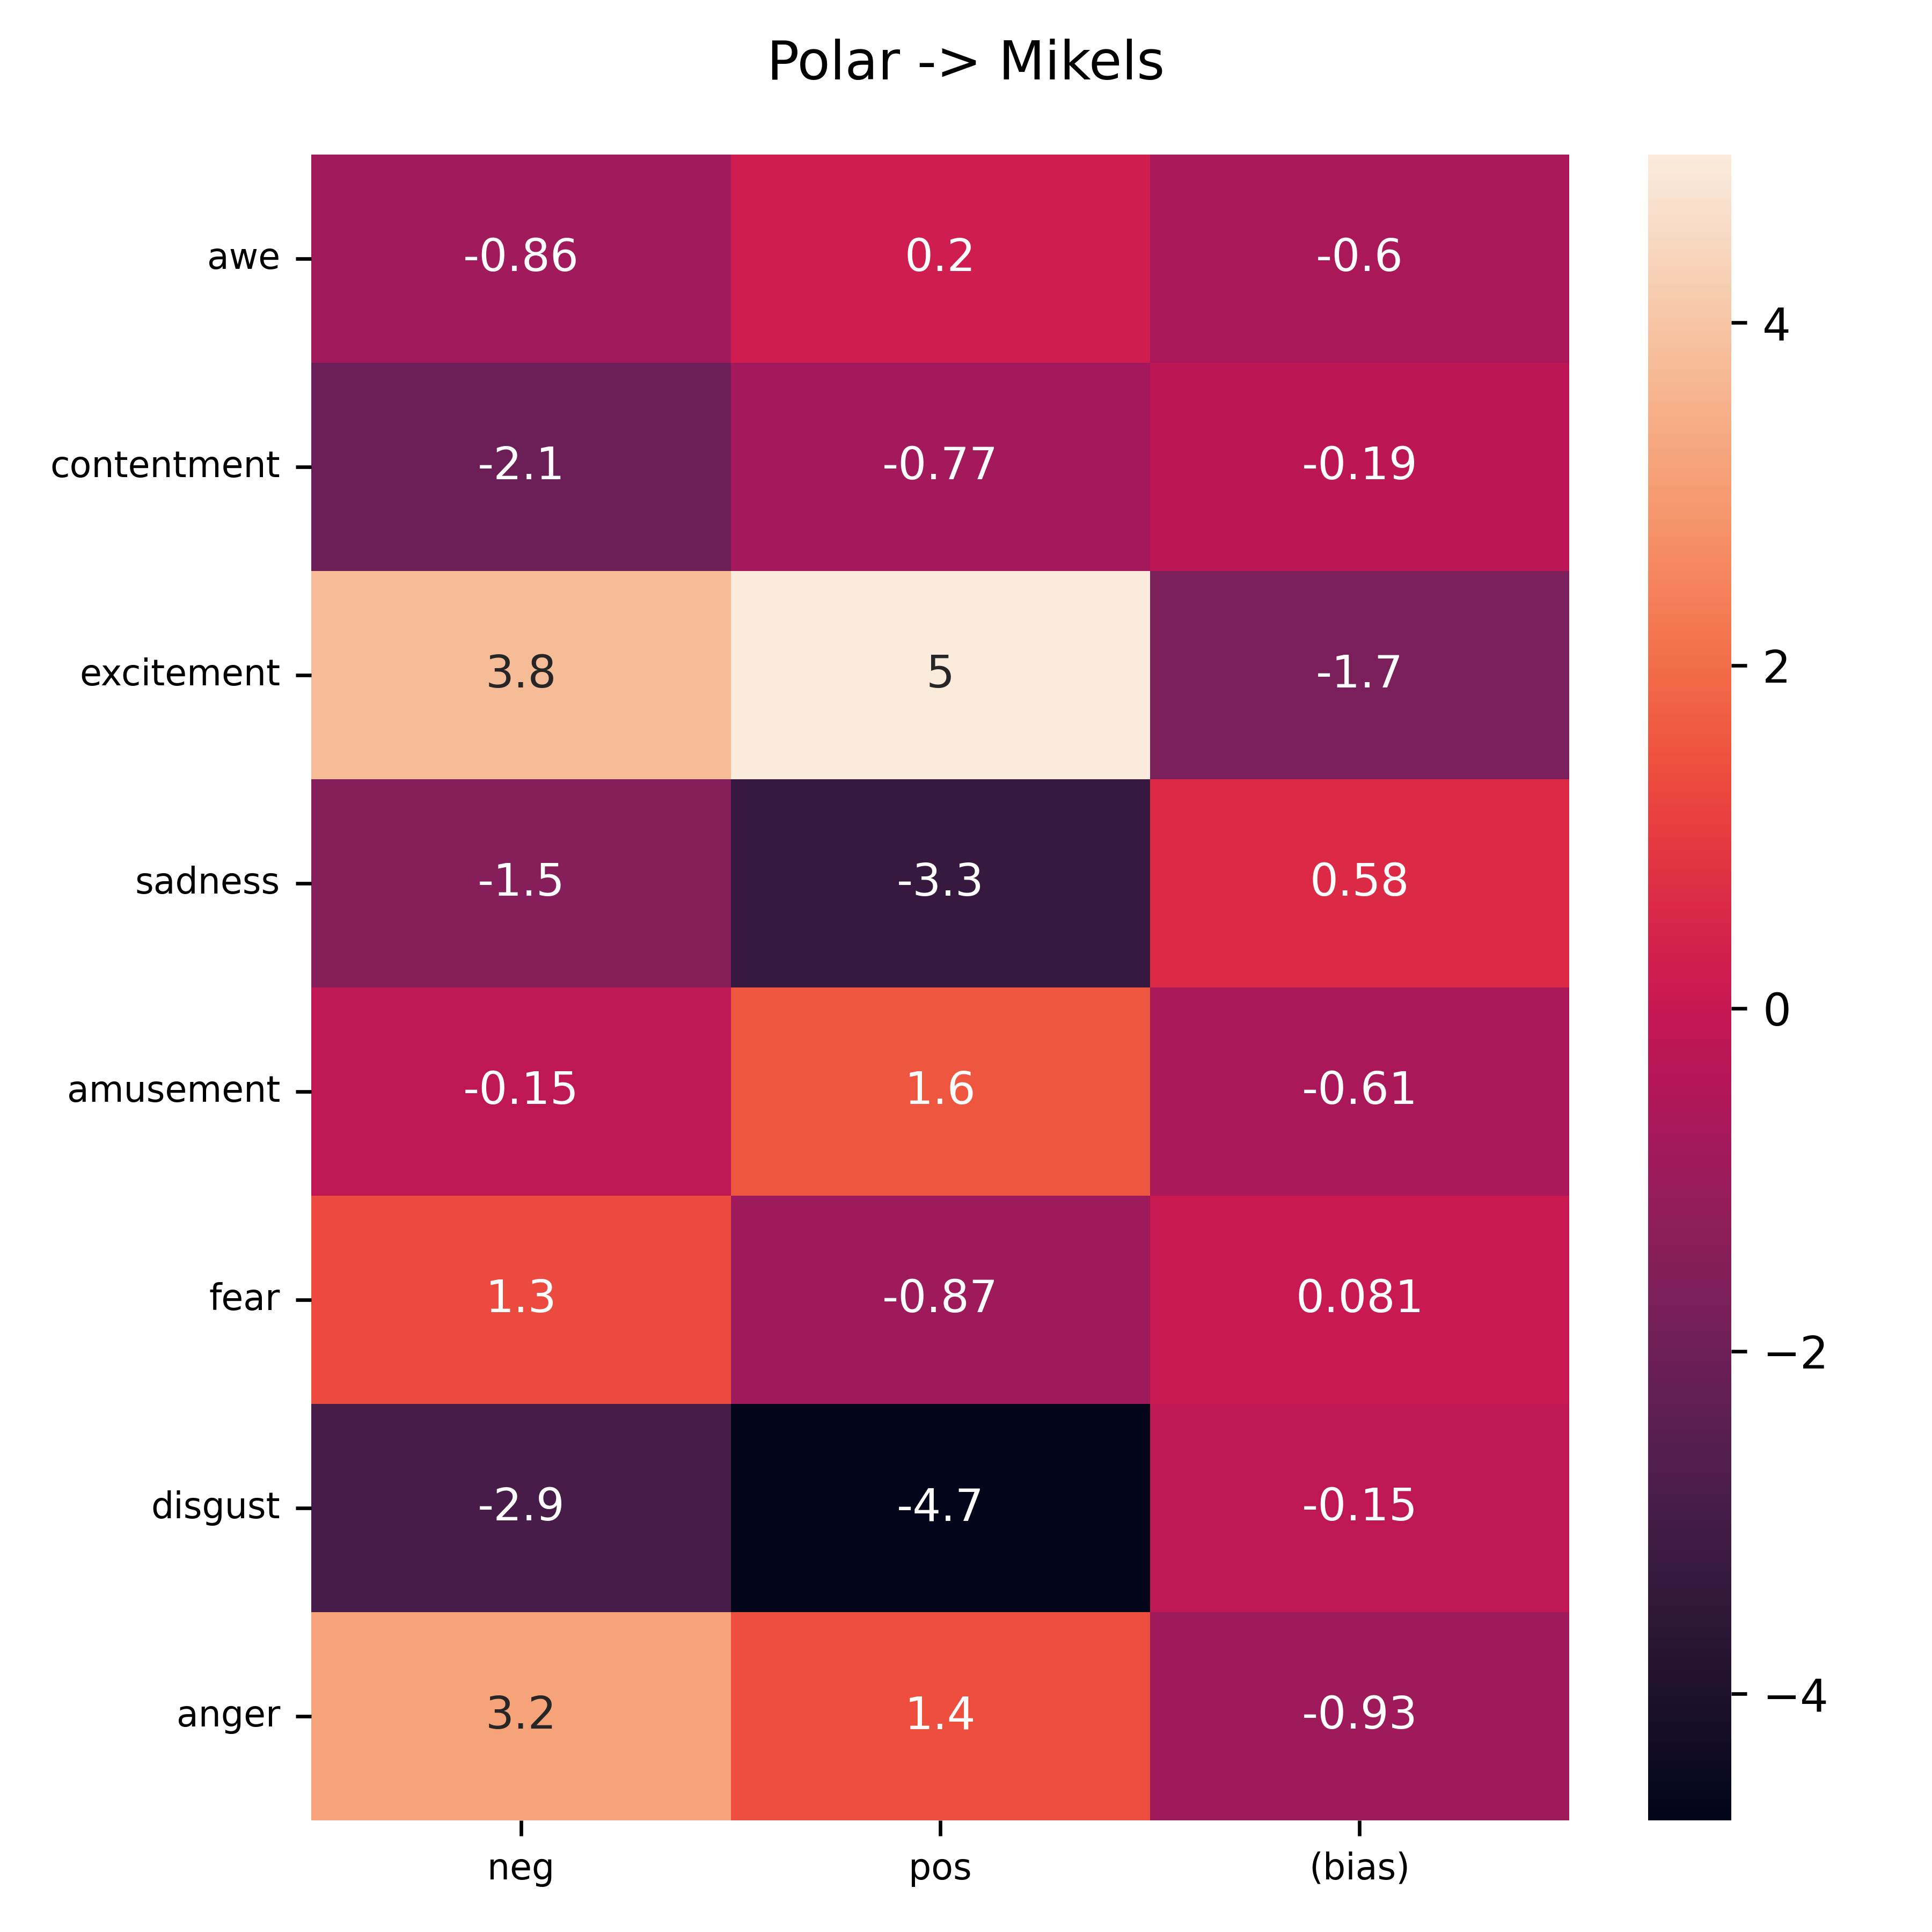 Polar -> Mikels
awe -0.86 0.2 -0.6
contentment -2.1 -0.77 -0.19
excitement 3.8 5 -1.7
sadness -1.5 -3.3 0.58
amusement -0.15 1.6 -0.61
fear 1.3 -0.87 0.081
disgust -2.9 -4.7 -0.15
anger 3.2 1.4 -0.93
neg pos (bias)
4
2
0
−2
−4